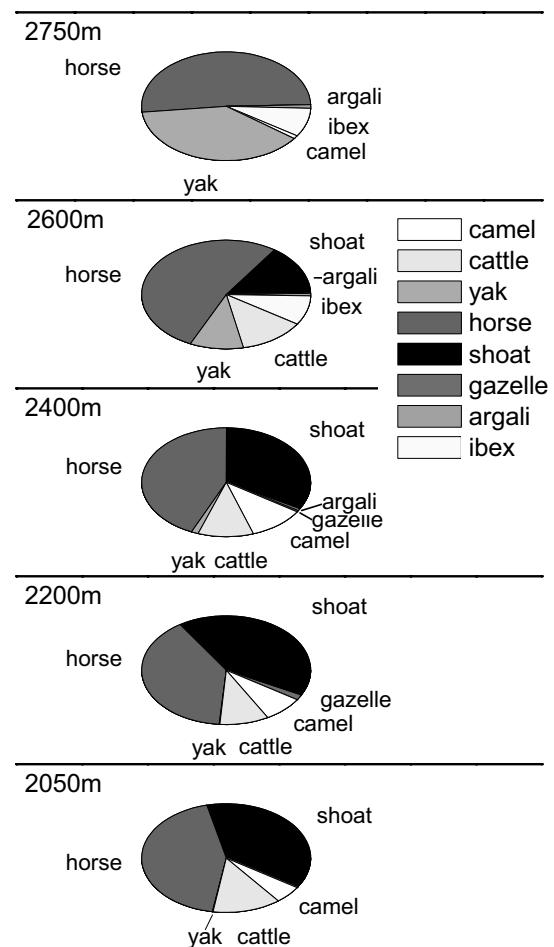 2750m
horse
argali
ibex
camel
yak
2600m
shoat
horse
argali
ibex
cattle
yak
camel
cattle
yak
horse
shoat
gazelle
argali
ibex
2400m
shoat
horse
argali
gazelle
camel
yak cattle
2200m
shoat
horse
gazelle
camel
yak cattle
2050m
shoat
horse
camel
yak cattle